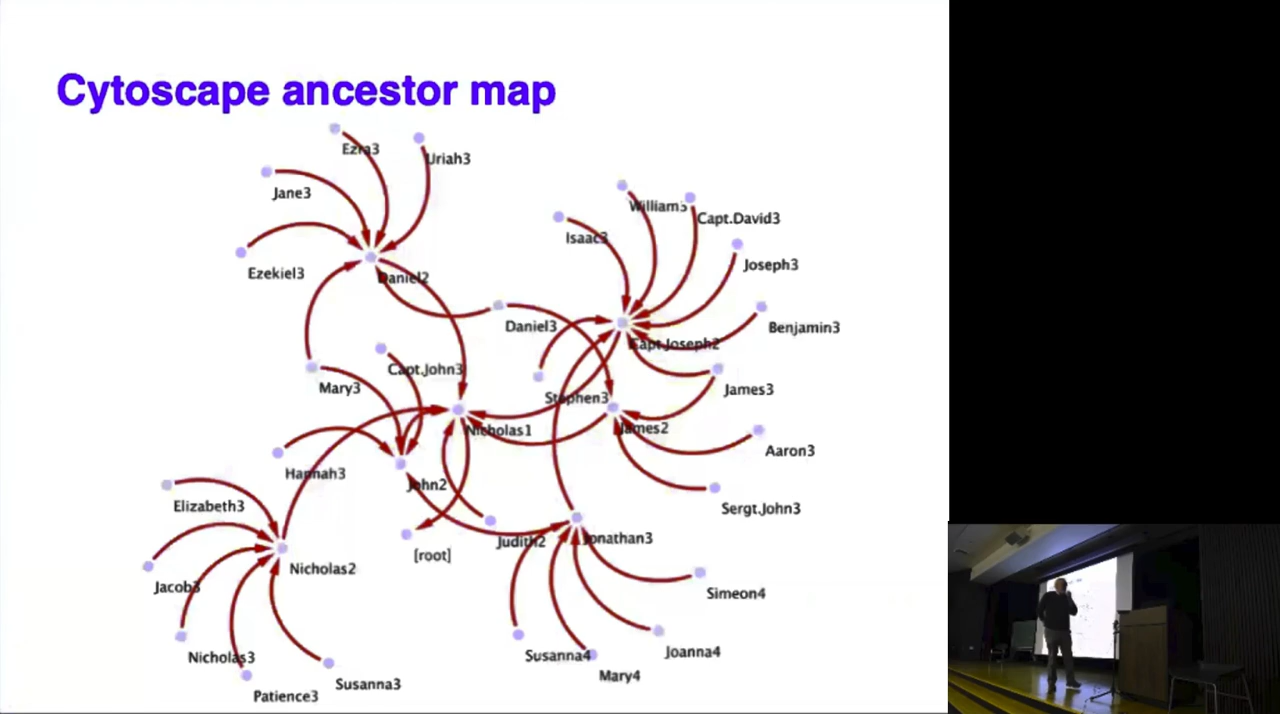 Cytoscape ancestor map
Ezra3
Uriah3
Jane3
William3
Capt.David3
Isaac3
Joseph3
Ezekiel3
Daniel2
Daniel3
Benjamin3
Capt.Joseph2
Capt.John3
Mary3
James3
Stephen3
Nicholas1
James2
Aaron3
Hannah3
John2
Elizabeth3
Sergt.John3
Judith2
Jonathan3
[root]
Nicholas2
Jacob3
Simeon4
Nicholas3
Susanna4
Joanna4
Mary4
Susanna3
Patience3